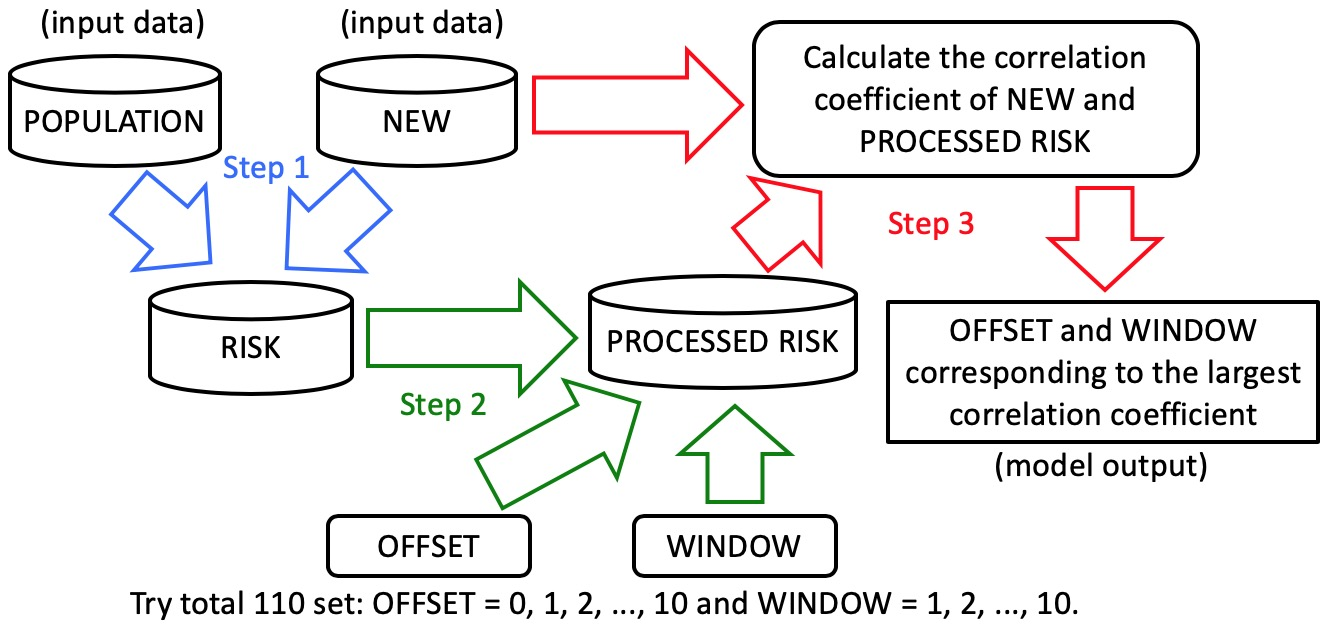 (input data)
(input data)
POPULATION
NEW
Calculate the correlation
coefficient of NEW and
PROCESSED RISK
Step 1
Step 3
RISK
PROCESSED RISK
Step 2
OFFSET and WINDOW
corresponding to the largest
correlation coefficient
(model output)
OFFSET
WINDOW
Try total 110 set: OFFSET = 0, 1, 2, ..., 10 and WINDOW = 1, 2, ..., 10.